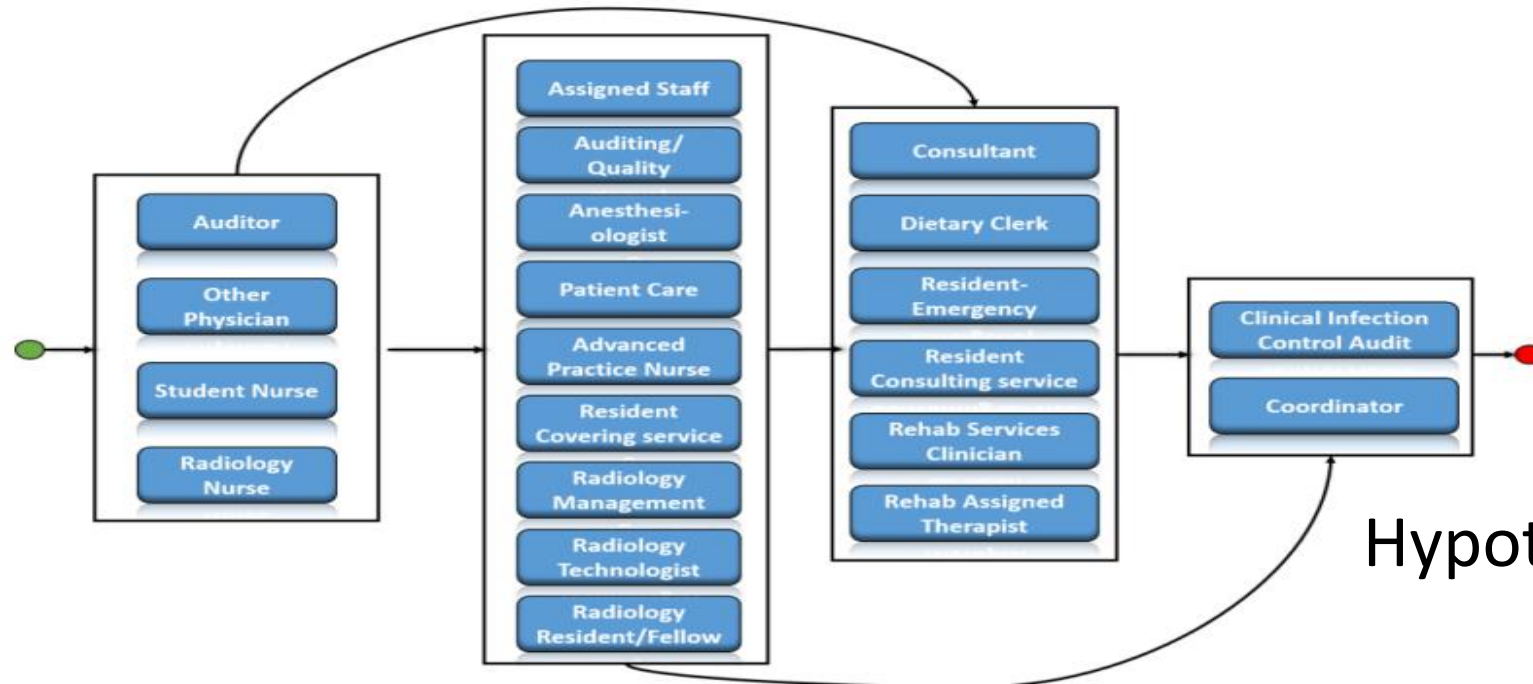 Auditor
Other
Physician
Student Nurse
Radiology
Nurse
Assigned Staff
Auditing/
Quality
Anesthesi-
ologist
Patient Care
Advanced
Practice Nurse
Resident
Covering service
Radiology
Management
Radiology
Technologist
Radiology
Resident/Fellow
Consultant
Dietary Clerk
Resident-
Emergency
Resident
Consulting service
Rehab Services
Clinician
Rehab Assigned
Therapist
Clinical Infection
Control Audit
Coordinator
Hypot